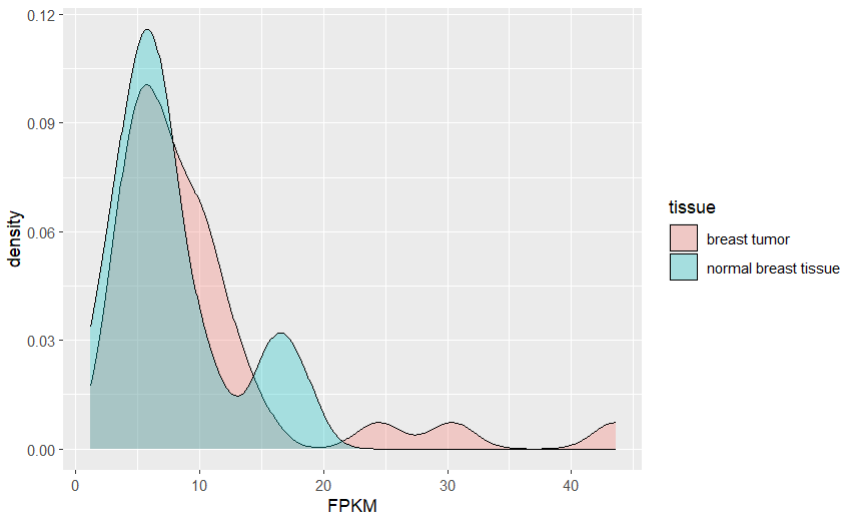 0.12
0.09
0.06
0.03
0.00
density
0 10 20 30 40
FPKM
tissue
breast tumor
normal breast tissue